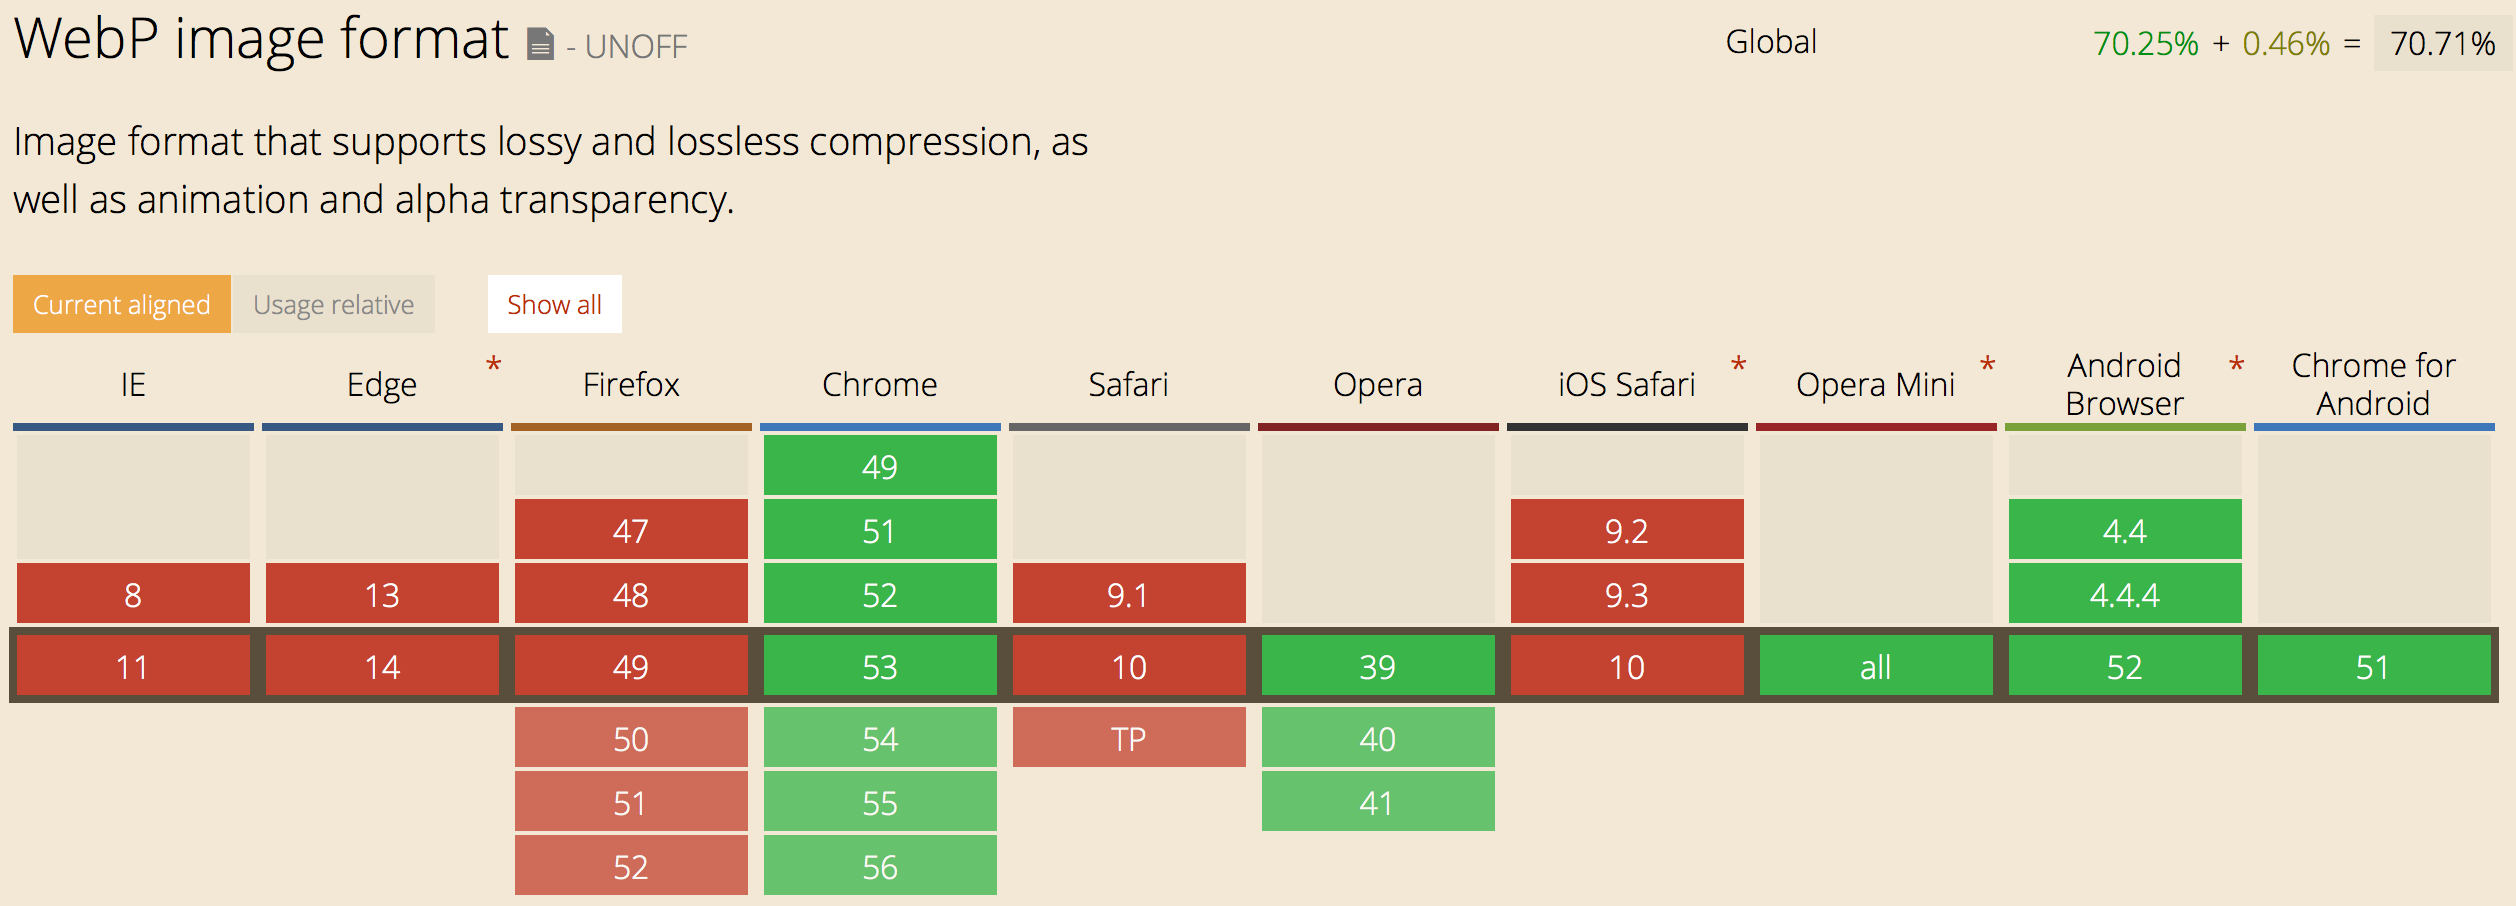 WebP image format - UNOFF
Global 70.25% + 0.46% = 70.71%
Image format that supports lossy and lossless compression, as
well as animation and alpha transparency.
Current aligned Usage relative Show all
IE Edge * Firefox Chrome Safari Opera iOS Safari * Opera Mini * Android Browser * Chrome for Android
49
47 51 9.2 4.4
8 13 48 52 9.1 9.3 4.4.4
11 14 49 53 10 39 10 all 52 51
50 54 TP 40
51 55 41
52 56